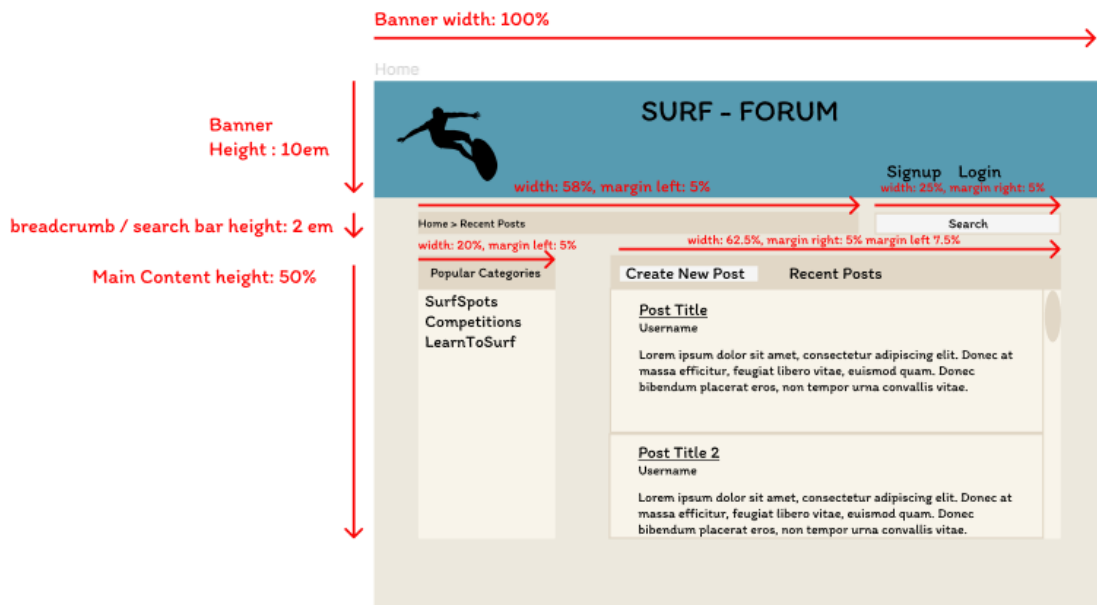 Banner width: 100%
Home
SURF - FORUM
Banner
Height : 10em
Signup Login
width: 58%, margin left: 5%
width: 25%, margin right: 5%
breadcrumb / search bar height: 2 em
Home > Recent Posts
Search
width: 20%, margin left: 5%
width: 62.5%, margin right: 5% margin left 7.5%
Main Content height: 50%
Popular Categories
Create New Post
Recent Posts
SurfSpots
Competitions
LearnToSurf
Post Title
Username
Lorem ipsum dolor sit amet, consectetur adipiscing elit. Donec at
massa efficitur, feugiat libero vitae, euismod quam. Donec
bibendum placerat eros, non tempor urna convallis vitae.
Post Title 2
Username
Lorem ipsum dolor sit amet, consectetur adipiscing elit. Donec at
massa efficitur, feugiat libero vitae, euismod quam. Donec
bibendum placerat eros, non tempor urna convallis vitae.